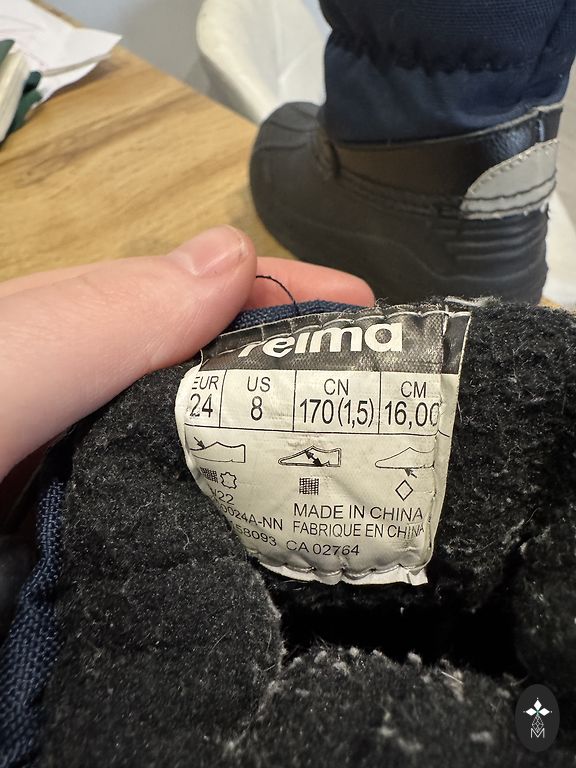 reima
EUR US CN CM
24 8 170(1,5) 16,00
MADE IN CHINA
FABRIQUE EN CHINA
CA 02764